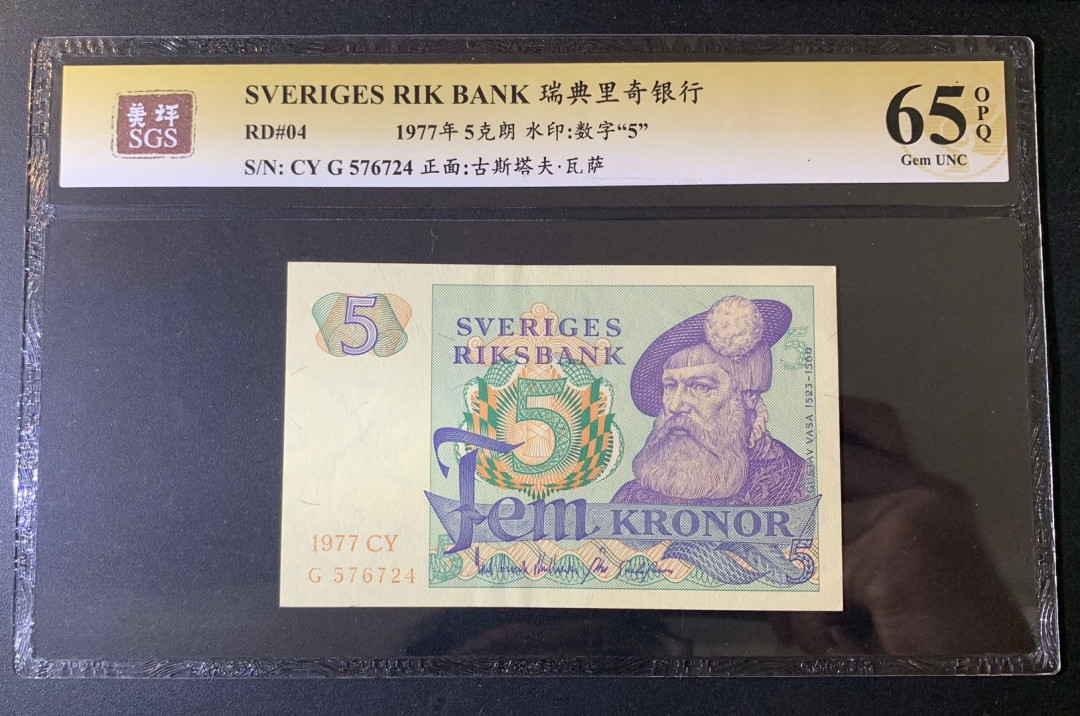 美评
SGS
SVERIGES RIK BANK 瑞典里奇银行
RD#04 1977年 5克朗 水印:数字“5”
S/N: CY G 576724 正面:古斯塔夫·瓦萨
65 OPQ
Gem UNC
5
SVERIGES
RIKSBANK
5
5
GUSTAV VASA 1523-1560
Fem KRONOR
1977 CY
G 576724
5
5